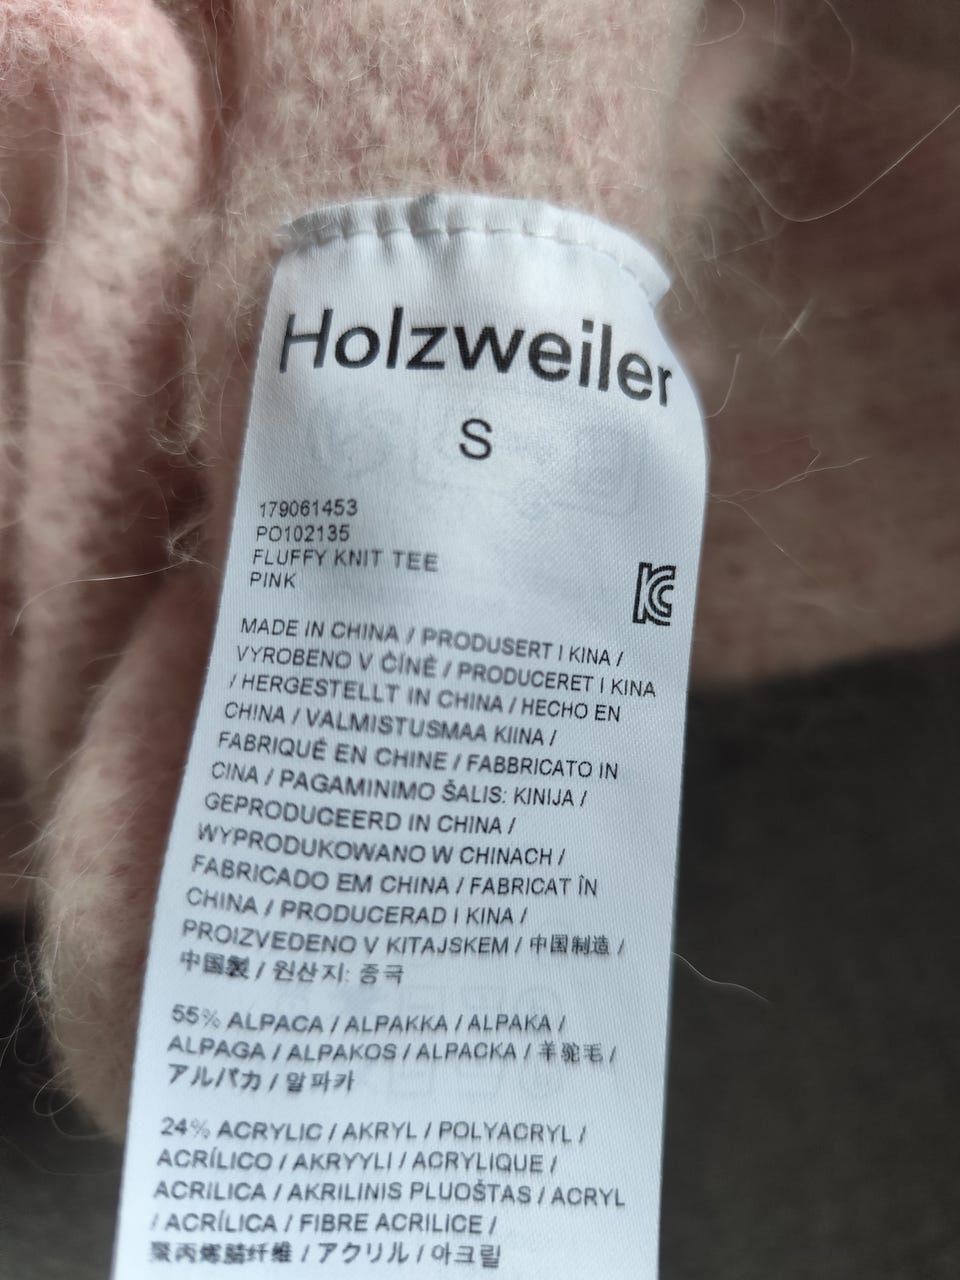 Holzweiler
S
179061453
PO102135
FLUFFY KNIT TEE
PINK
MADE IN CHINA / PRODUSERT I KINA /
VYROBENO V ČÍNĚ / PRODUCERET I KINA
/ HERGESTELLT IN CHINA / HECHO EN
CHINA / VALMISTUSMAA KIINA /
FABRIQUÉ EN CHINE / FABBRICATO IN
CINA / PAGAMINIMO ŠALIS: KINIJA /
GEPRODUCEERD IN CHINA /
WYPRODUKOWANO W CHINACH /
FABRICADO EM CHINA / FABRICAT ÎN
CHINA / PRODUCERAD I KINA /
PROIZVEDENO V KITAJSKEM / 中国制造 /
中国製 / 원산지: 중국
55% ALPACA / ALPAKKA / ALPAKA /
ALPAGA / ALPAKOS / ALPACKA / 羊驼毛 /
アルパカ / 알파카
24% ACRYLIC / AKRYL / POLYACRYL /
ACRÍLICO / AKRYYLI / ACRYLIQUE /
ACRILICA / AKRILINIS PLUOŠTAS / ACRYL
/ ACRÍLICA / FIBRE ACRILICE /
聚丙烯腈纤维 / アクリル / 아크릴